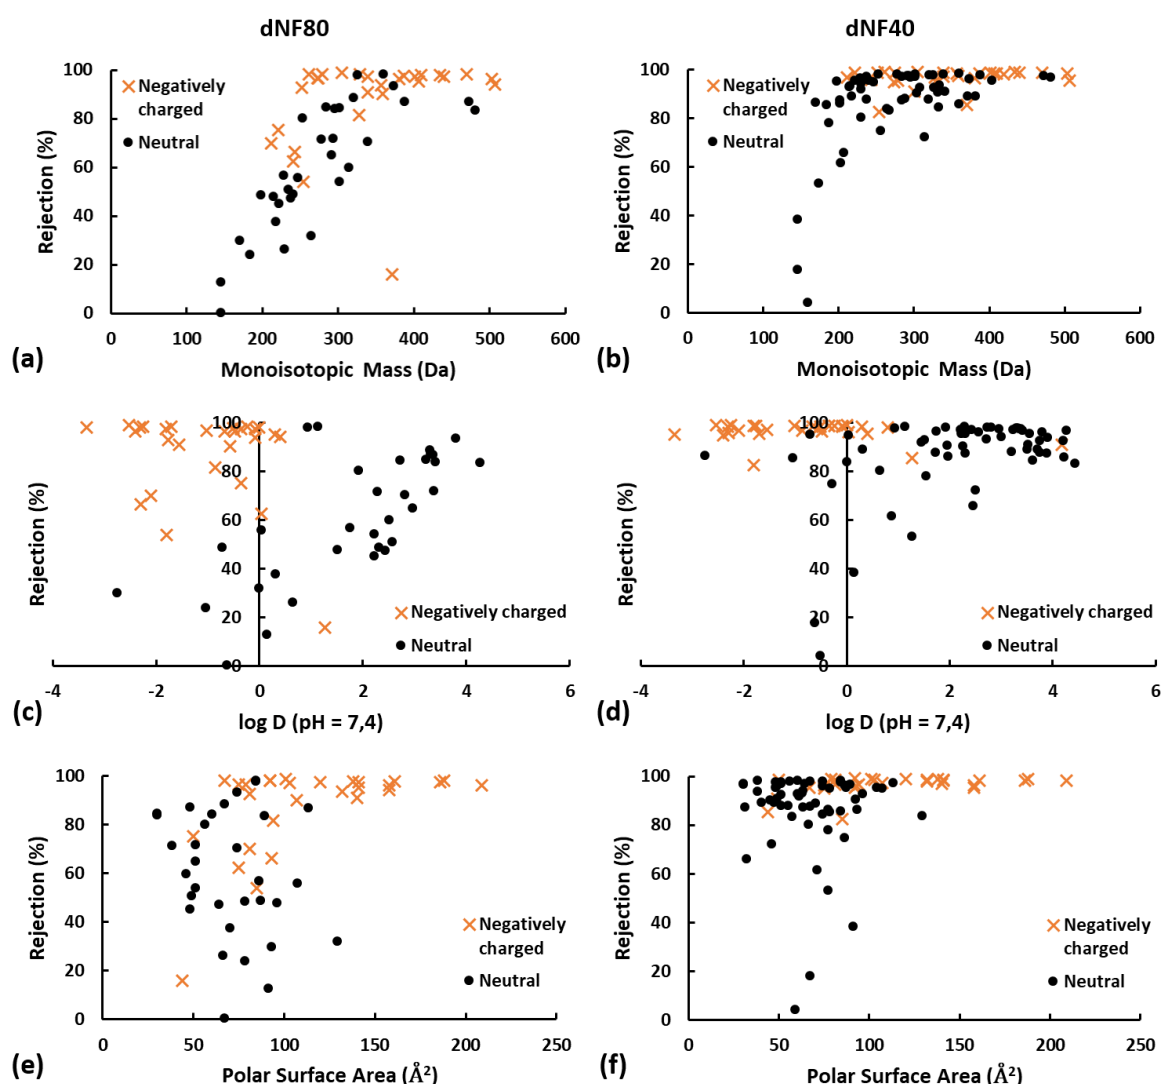 dNF80
dNF40
100
80
60
40
20
0
Rejection (%)
Negatively
charged
Neutral
0 100 200 300 400 500 600
Monoisotopic Mass (Da)
(a)
100
80
60
40
20
0
Rejection (%)
Negatively
charged
Neutral
0 100 200 300 400 500 600
Monoisotopic Mass (Da)
(b)
100
80
60
40
20
0
Rejection (%)
Negatively charged
Neutral
-4 -2 0 2 4 6
log D (pH = 7,4)
(c)
100
80
60
40
20
0
Rejection (%)
Negatively charged
Neutral
-4 -2 0 2 4 6
log D (pH = 7,4)
(d)
100
80
60
40
20
0
Rejection (%)
Negatively
charged
Neutral
0 50 100 150 200 250
Polar Surface Area (Å²)
(e)
100
80
60
40
20
0
Rejection (%)
Negatively
charged
Neutral
0 50 100 150 200 250
Polar Surface Area (Å²)
(f)